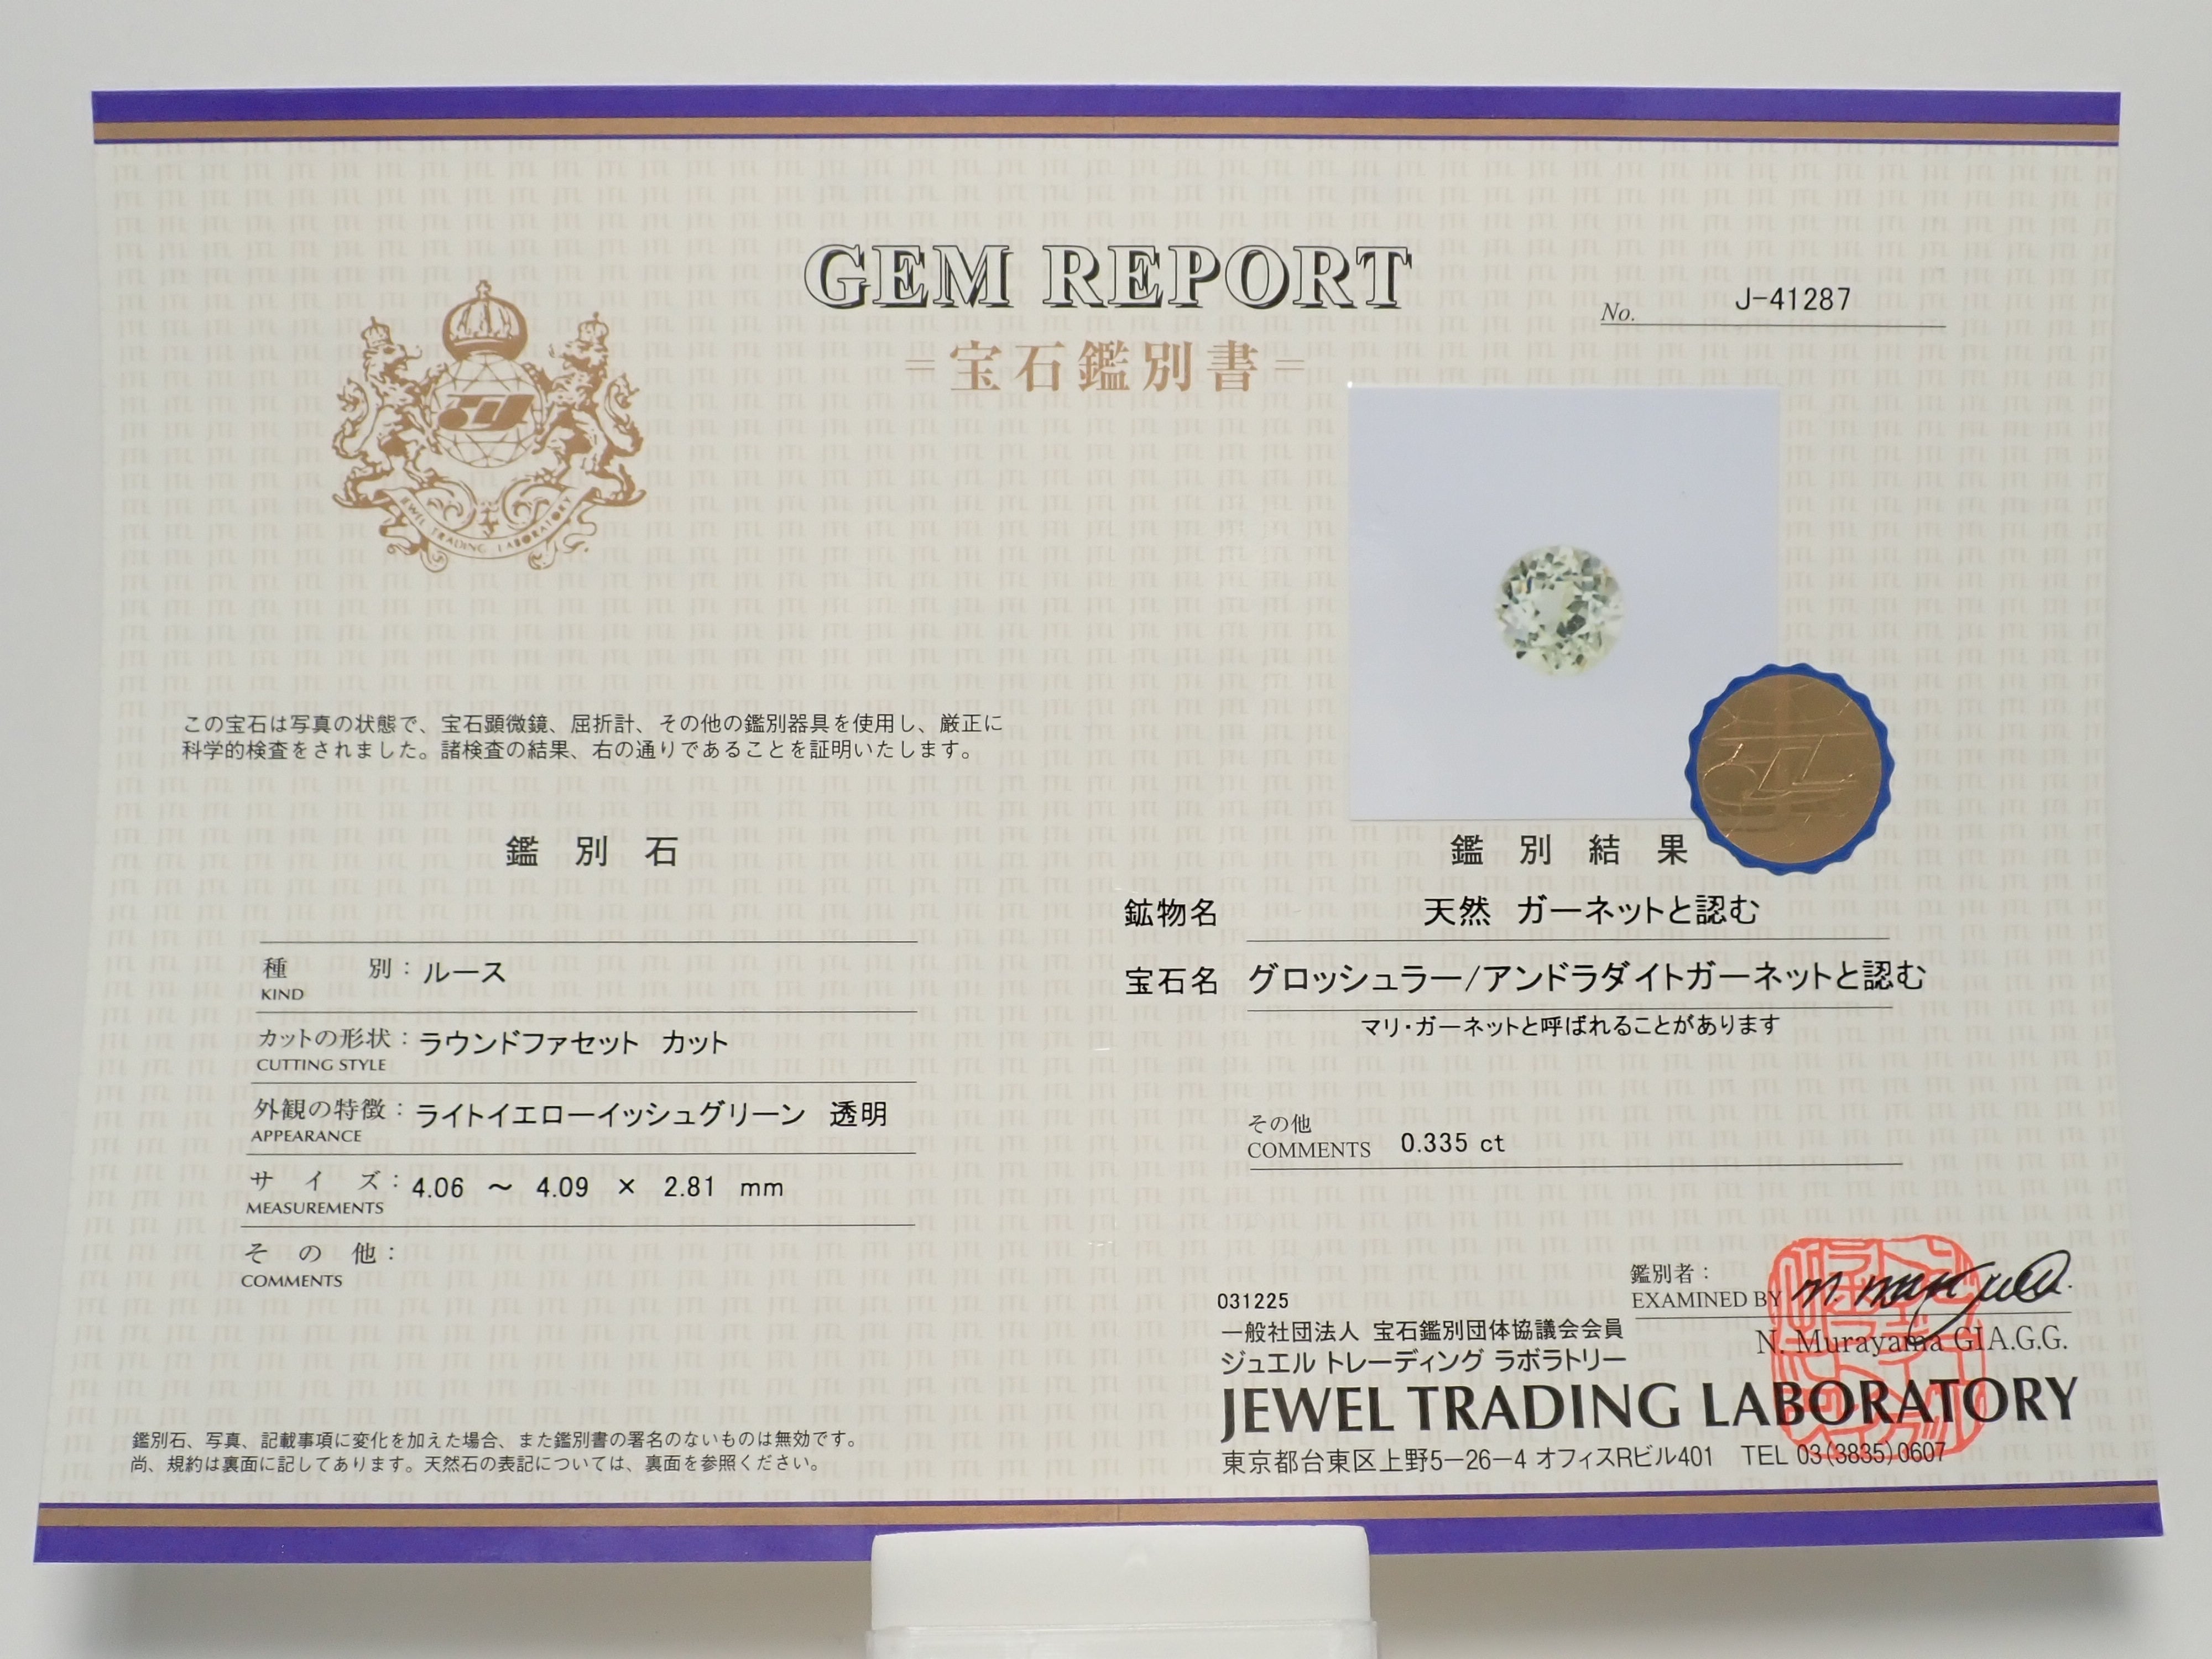 GEM REPORT
No. J-41287
=宝石鑑別書=
JEWEL TRADING LABORATORY
この宝石は写真の状態で、宝石顕微鏡、屈折計、その他の鑑別器具を使用し、厳正に
科学的検査をされました。諸検査の結果、右の通りであることを証明いたします。
鑑別石
種別:ルース
KIND
カットの形状:ラウンドファセット カット
CUTTING STYLE
外観の特徴:ライトイエローイッシュグリーン 透明
APPEARANCE
サイズ:4.06 ～ 4.09 × 2.81 mm
MEASUREMENTS
その他:
COMMENTS
鑑別石、写真、記載事項に変化を加えた場合、また鑑別書の署名のないものは無効です。
尚、規約は裏面に記してあります。天然石の表記については、裏面を参照ください。
鑑別結果
鉱物名 天然 ガーネットと認む
宝石名 グロッシュラー/アンドラダイトガーネットと認む
マリ・ガーネットと呼ばれることがあります
その他
COMMENTS 0.335 ct
鑑別者:
EXAMINED BY
N. Murayama GIA.G.G.
031225
一般社団法人 宝石鑑別団体協議会会員
ジュエル トレーディング ラボラトリー
JEWEL TRADING LABORATORY
東京都台東区上野5－26－4 オフィスRビル401 TEL 03(3835)0607